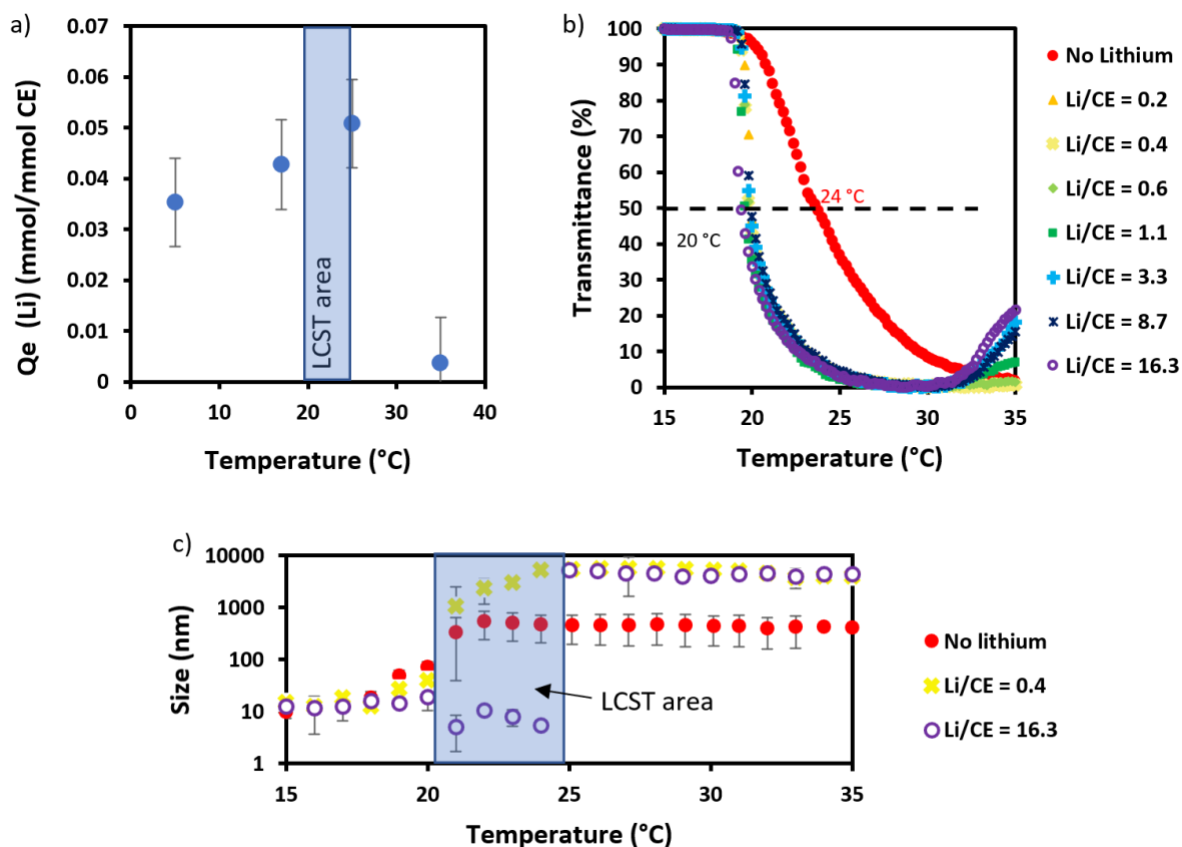 a)
Qe (Li) (mmol/mmol CE)
0.07
0.06
0.05
0.04
0.03
0.02
0.01
0
LCST area
0 10 20 30 40
Temperature (°C)
b)
Transmittance (%)
100
90
80
70
60
50
40
30
20
10
0
24 °C
20 °C
15 20 25 30 35
Temperature (°C)
No Lithium
Li/CE = 0.2
Li/CE = 0.4
Li/CE = 0.6
Li/CE = 1.1
Li/CE = 3.3
Li/CE = 8.7
Li/CE = 16.3
c)
Size (nm)
10000
1000
100
10
1
LCST area
15 20 25 30 35
Temperature (°C)
No lithium
Li/CE = 0.4
Li/CE = 16.3